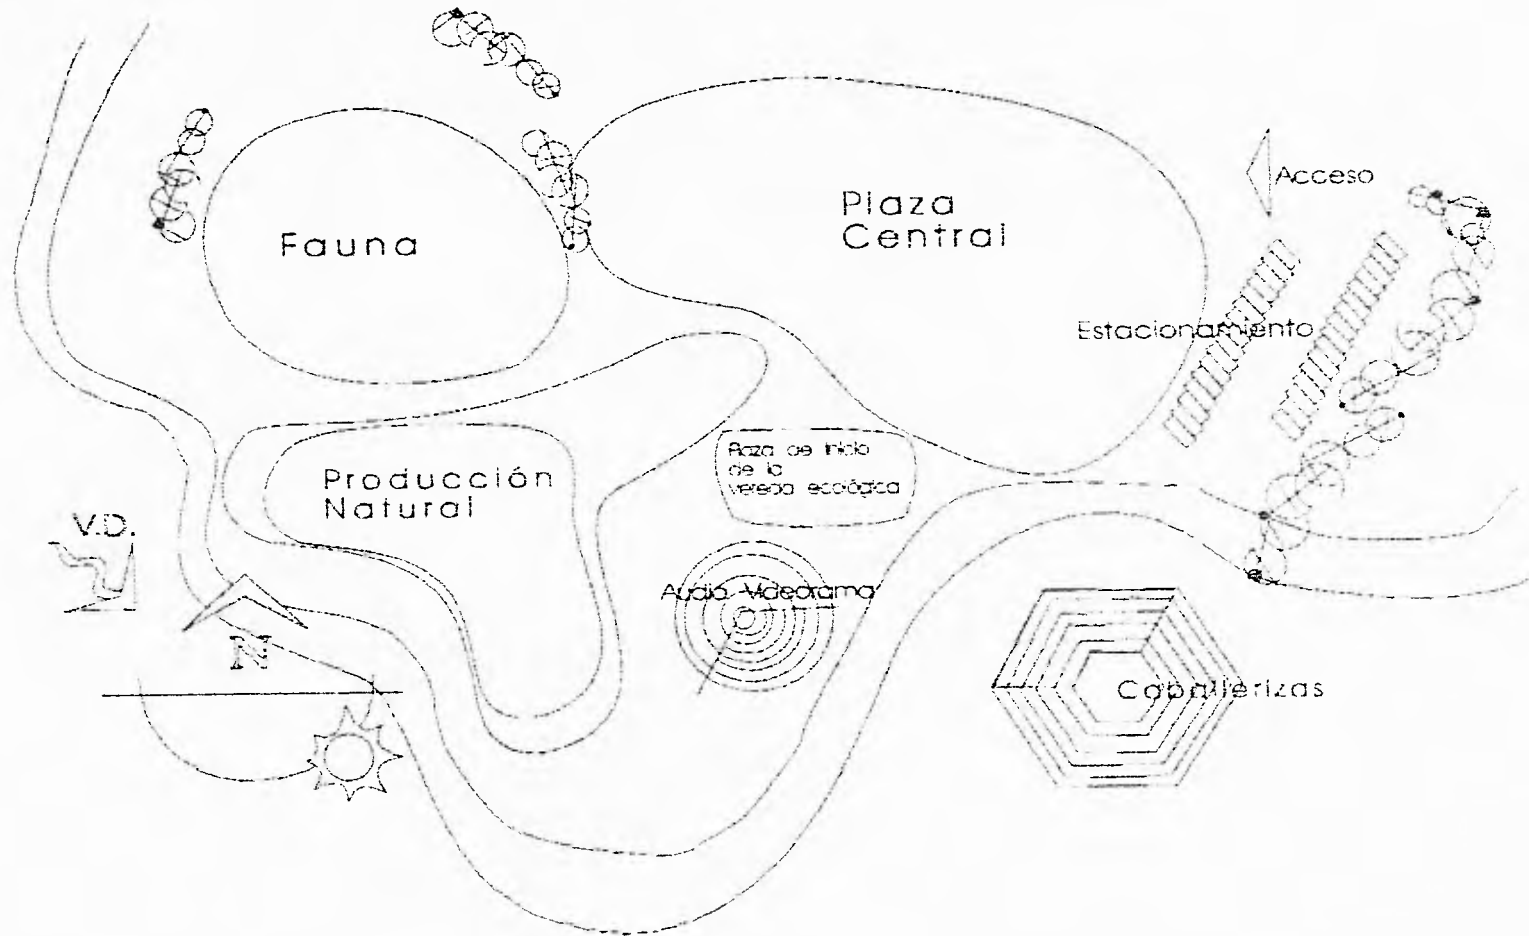 Acceso
Plaza
Central
Fauna
Estacionamiento
Plaza de inicio
de la
vereda ecológica
Producción
Natural
V.D.
Audio Videorama
N
Caballerizas